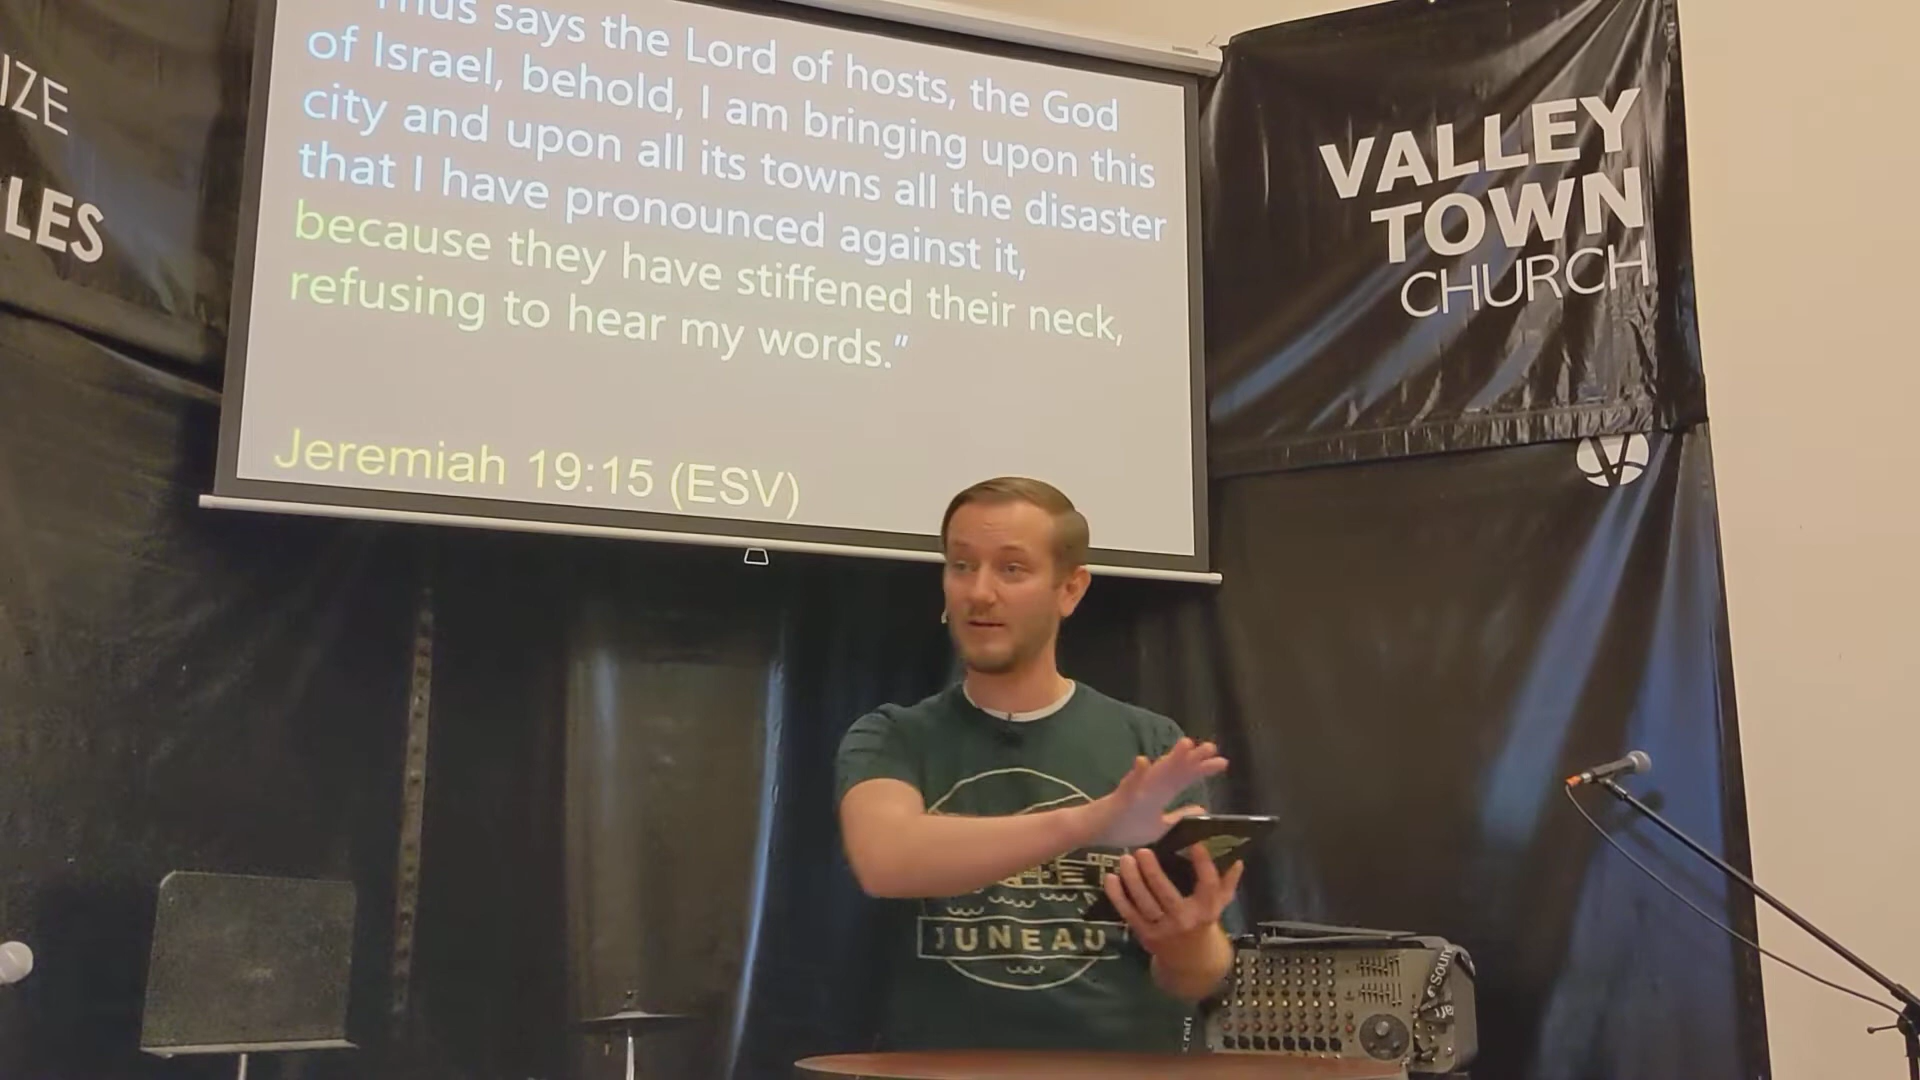 Thus says the Lord of hosts, the God
of Israel, behold, I am bringing upon this
city and upon all its towns all the disaster
that I have pronounced against it,
because they have stiffened their neck,
refusing to hear my words.”
Jeremiah 19:15 (ESV)
IZE
LES
VALLEY
TOWN
CHURCH
JUNEAU